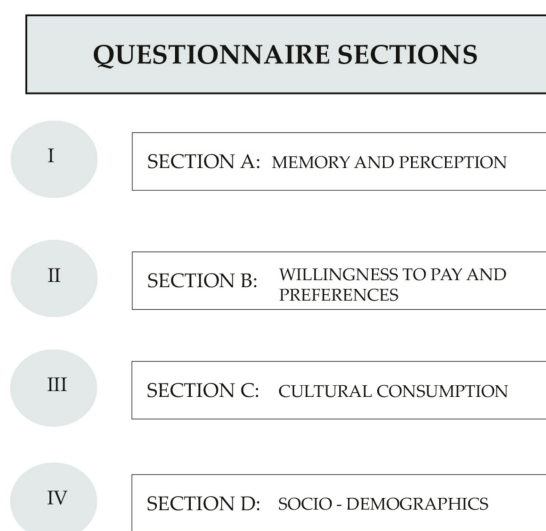 QUESTIONNAIRE SECTIONS
I
SECTION A: MEMORY AND PERCEPTION
II
SECTION B: WILLINGNESS TO PAY AND
PREFERENCES
III
SECTION C: CULTURAL CONSUMPTION
IV
SECTION D: SOCIO - DEMOGRAPHICS